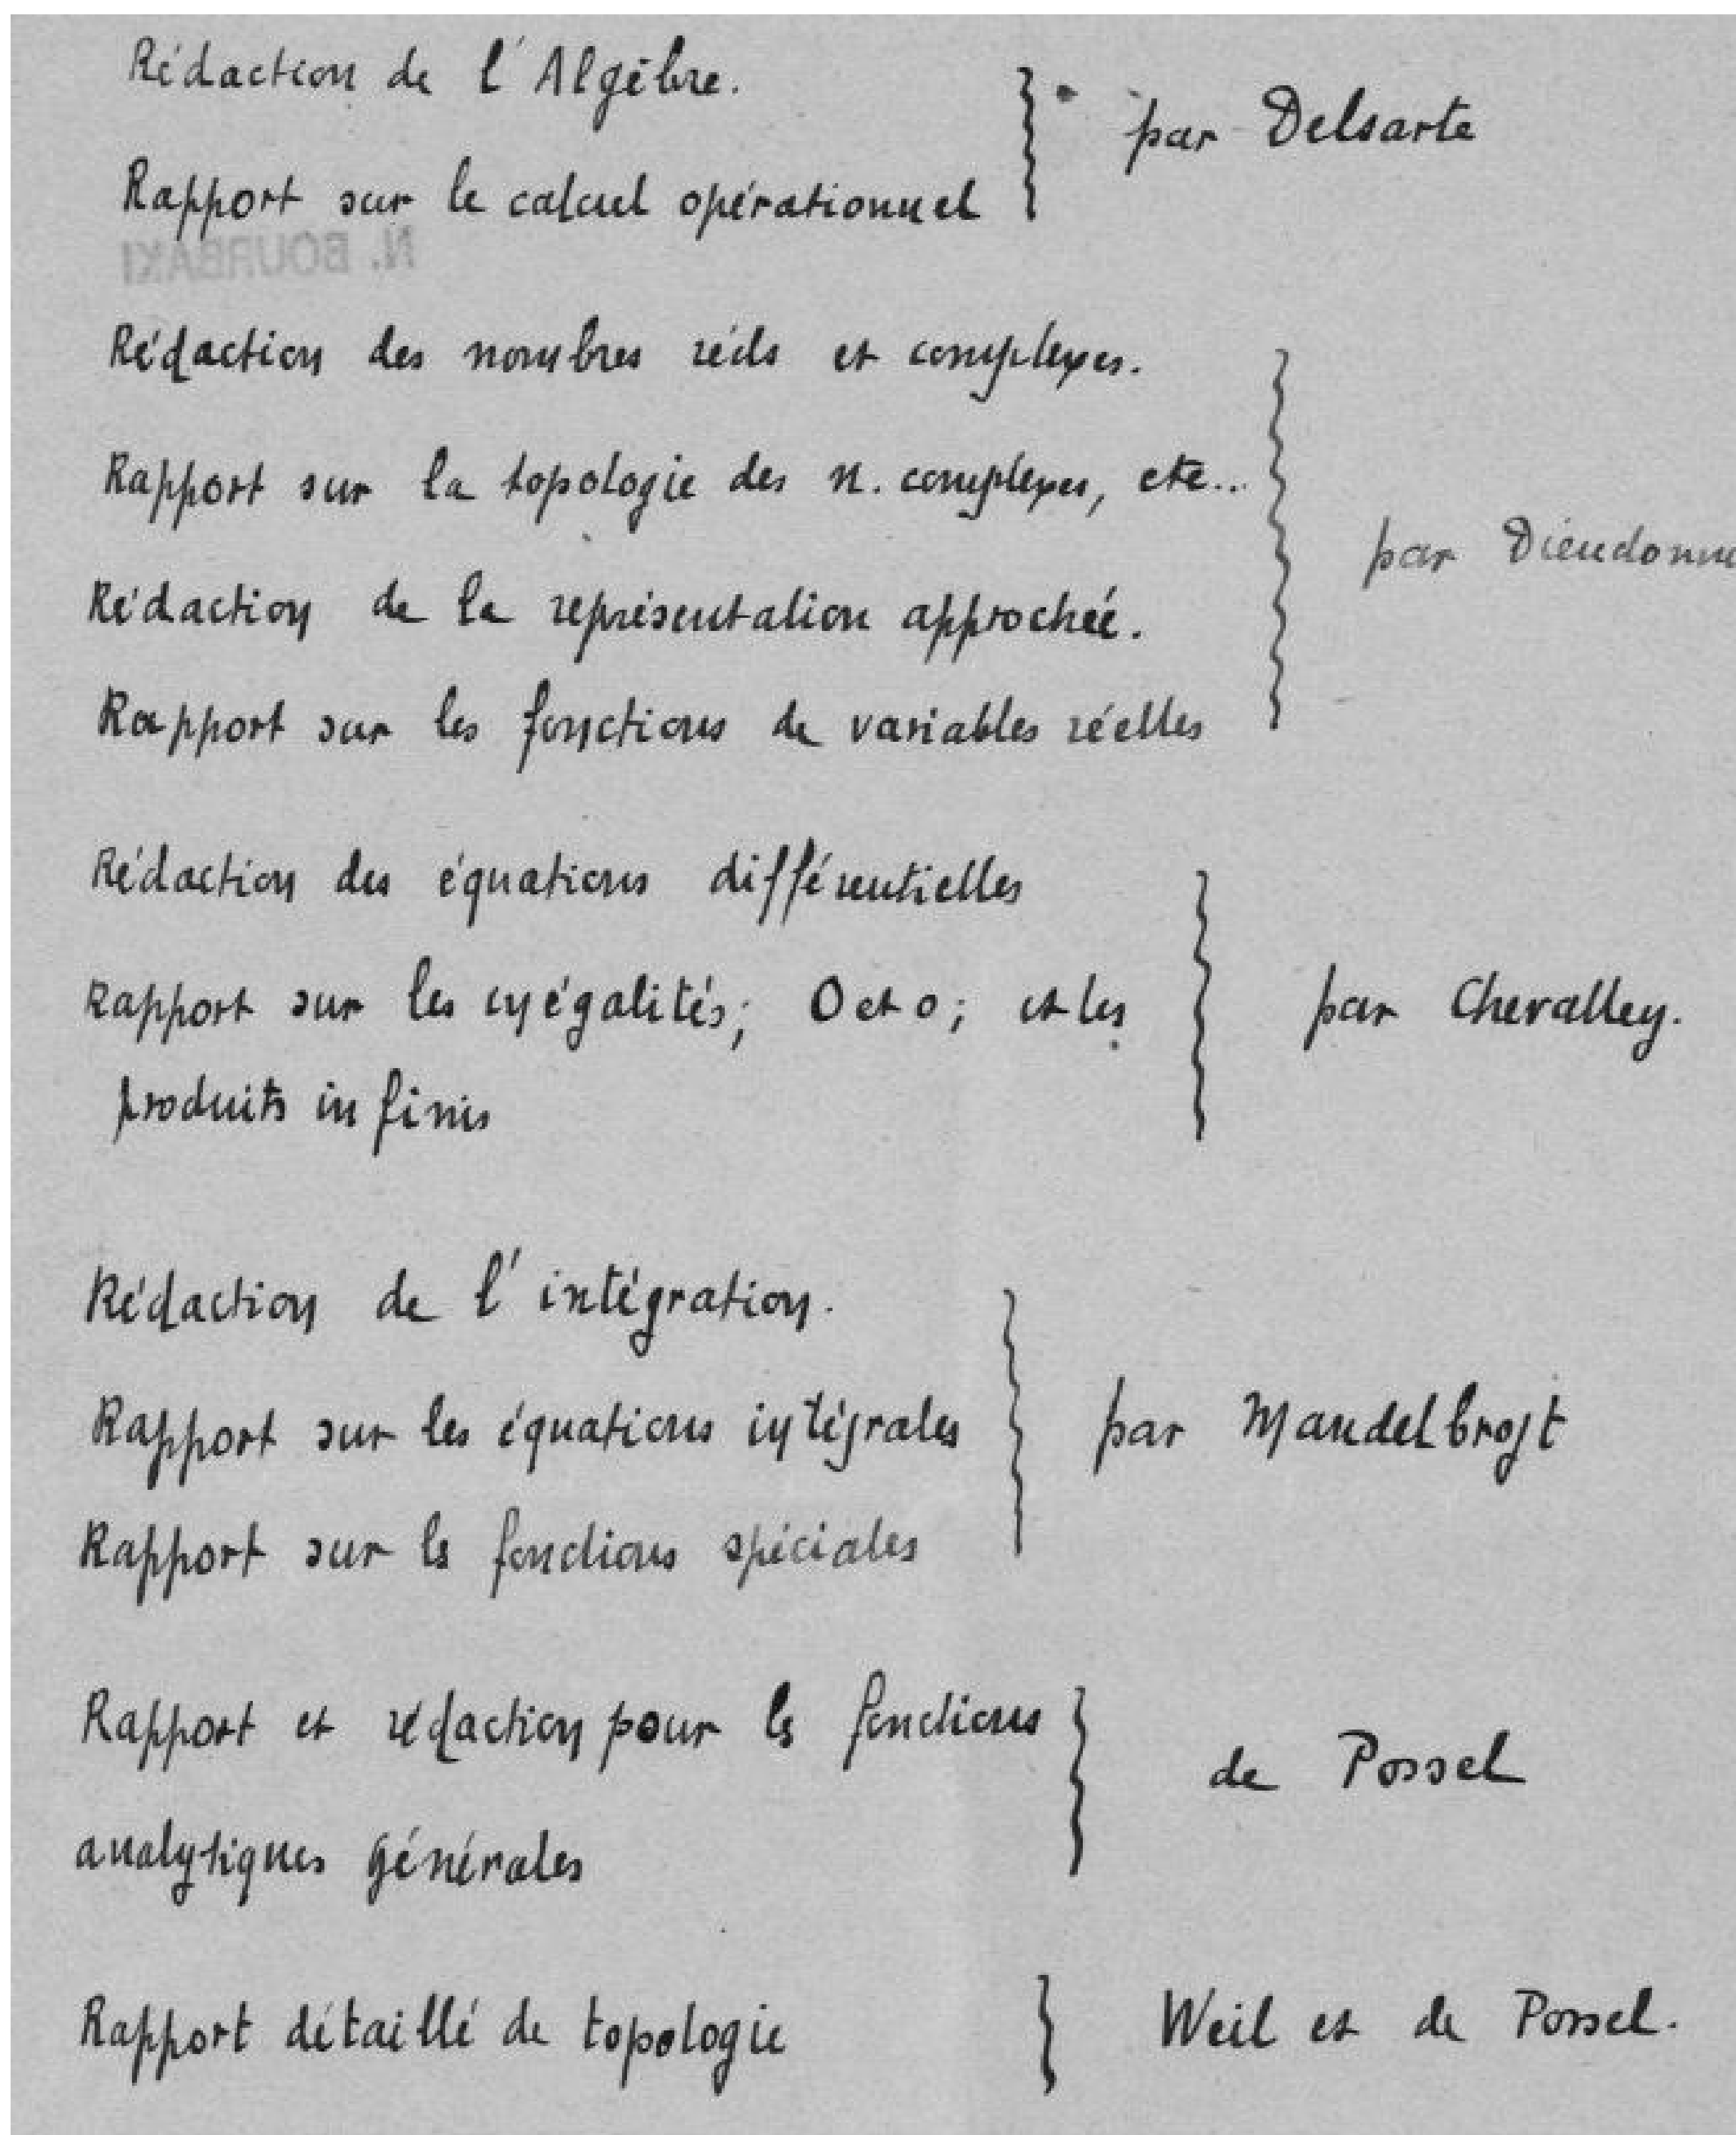 Rédaction de l'Algèbre.
par Delsarte
Rapport sur le calcul opérationnel
N. BOURBAKI
Rédaction des nombres réels et complexes.
Rapport sur la topologie des n. complexes, etc...
par Dieudonné
Rédaction de la représentation approchée.
Rapport sur les fonctions de variables réelles
Rédaction des équations différentielles
Rapport sur les inégalités; O et o; et les
par Chevalley.
produits infinis
Rédaction de l'intégration.
Rapport sur les équations intégrales
par Mandelbrojt
Rapport sur les fonctions spéciales
Rapport et rédaction pour les fonctions
de Possel
analytiques générales
Rapport détaillé de topologie
Weil et de Possel.